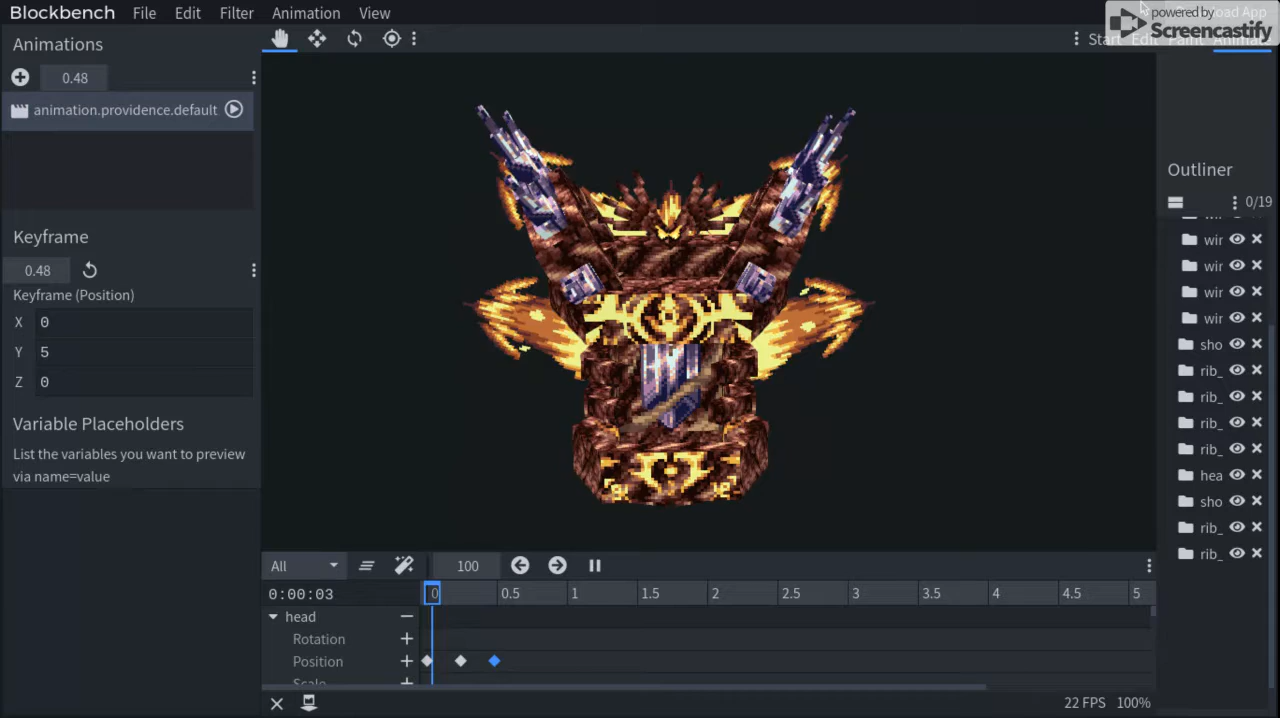 Blockbench File Edit Filter Animation View
powered by
Screencastify
Start Edit Paint Animate
Animations
0.48
animation.providence.default
Keyframe
0.48
Keyframe (Position)
X 0
Y 5
Z 0
Variable Placeholders
List the variables you want to preview
via name=value
Outliner
0/19
wir
wir
wir
wir
sho
rib_
rib_
rib_
rib_
hea
sho
rib_
rib_
All 100
0:00:03 0 0.5 1 1.5 2 2.5 3 3.5 4 4.5 5
head
Rotation
Position
Scale
22 FPS 100%